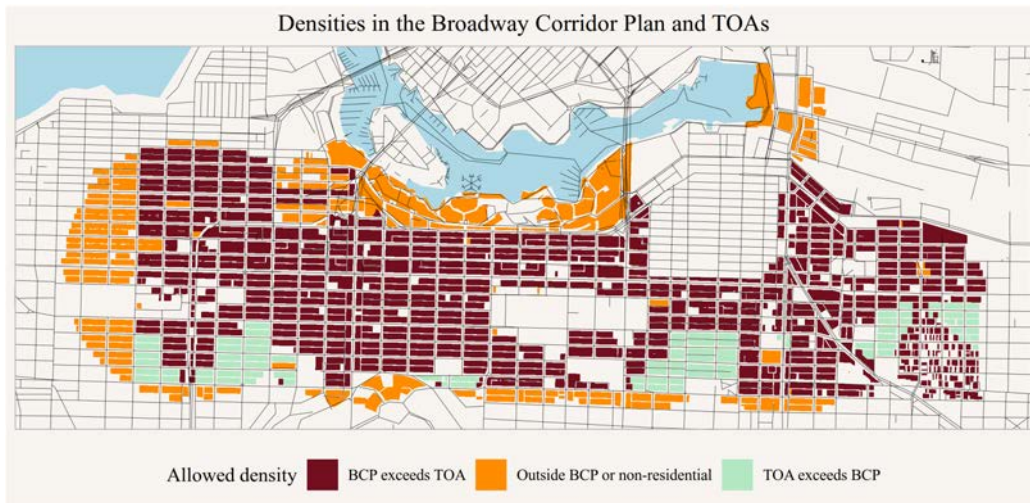 Densities in the Broadway Corridor Plan and TOAs
Allowed density BCP exceeds TOA Outside BCP or non-residential TOA exceeds BCP